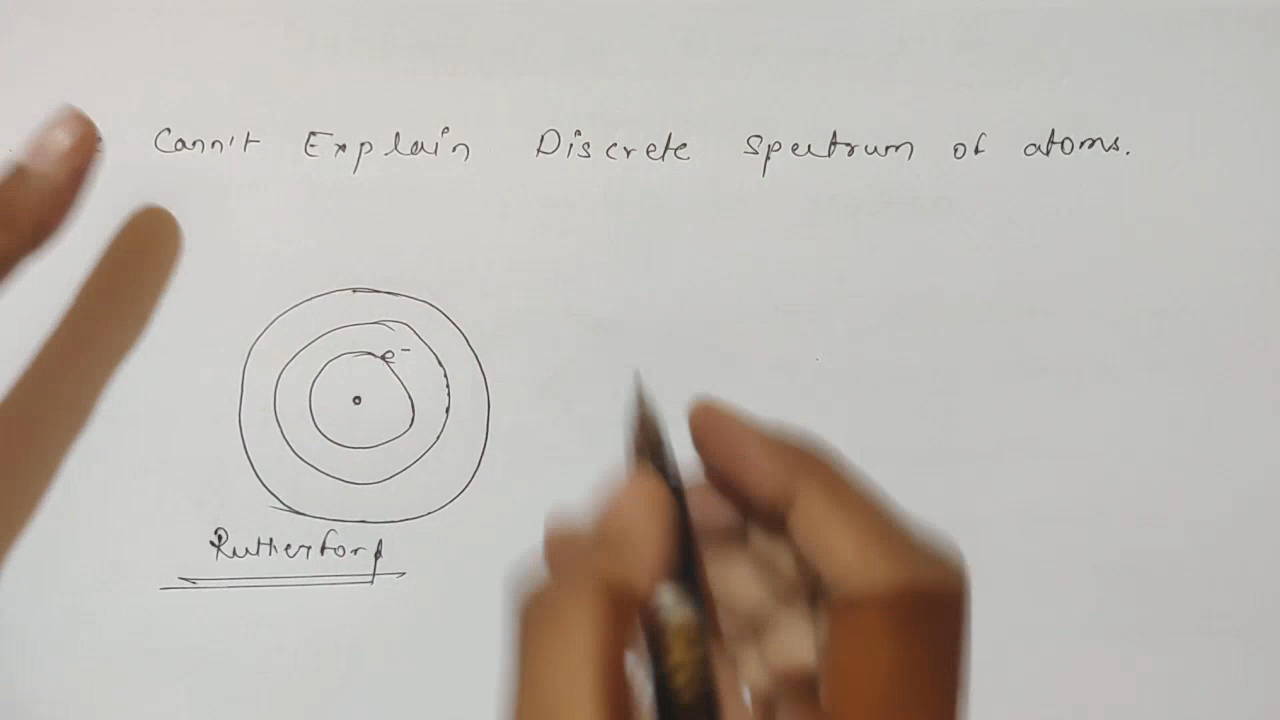 Cann't Explain Discrete Spectrum of atoms.
e-
Rutherford